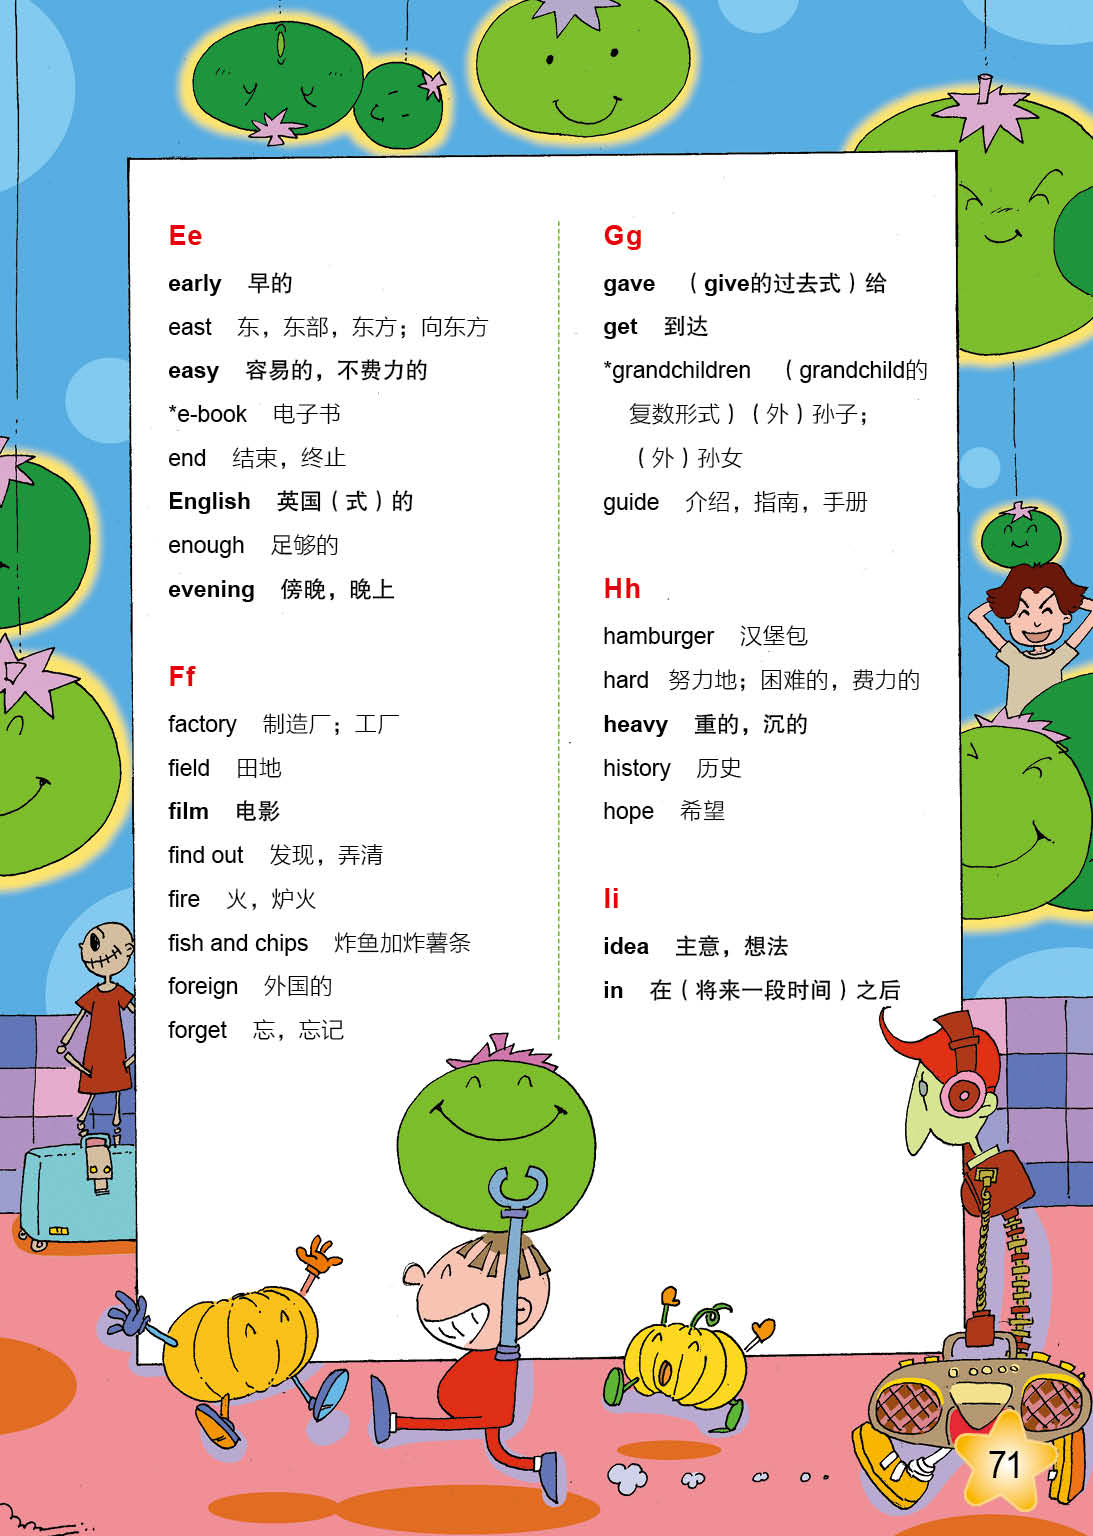 Ee
early 早的
east 东，东部，东方；向东方
easy 容易的，不费力的
*e-book 电子书
end 结束，终止
English 英国（式）的
enough 足够的
evening 傍晚，晚上
Ff
factory 制造厂；工厂
field 田地
film 电影
find out 发现，弄清
fire 火，炉火
fish and chips 炸鱼加炸薯条
foreign 外国的
forget 忘，忘记
Gg
gave （give的过去式）给
get 到达
*grandchildren （grandchild的
复数形式）（外）孙子；
（外）孙女
guide 介绍，指南，手册
Hh
hamburger 汉堡包
hard 努力地；困难的，费力的
heavy 重的，沉的
history 历史
hope 希望
Ii
idea 主意，想法
in 在（将来一段时间）之后
71